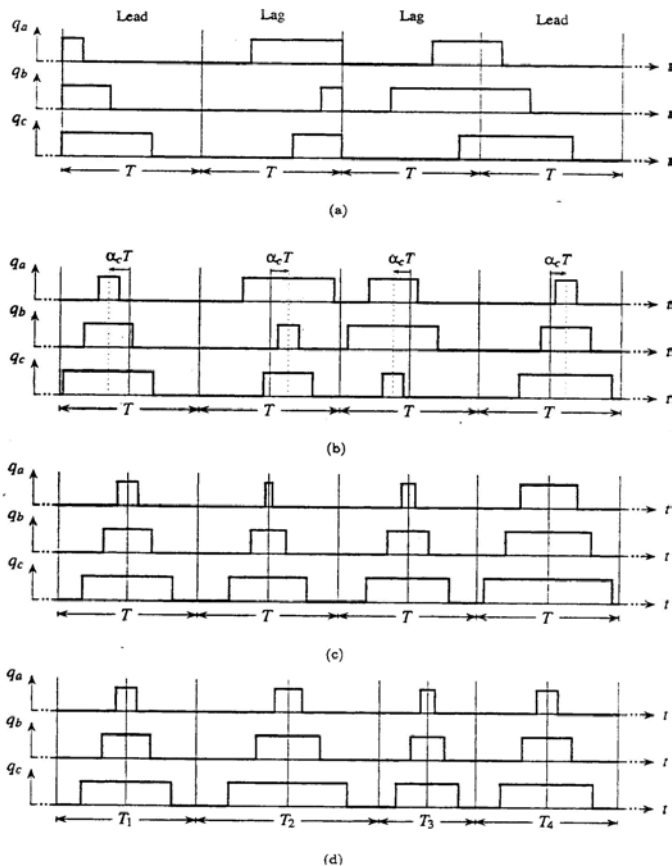 Lead Lag Lag Lead
q_a
t
q_b
t
q_c
t
T T T T
(a)
α_cT α_cT α_cT α_cT
q_a
t
q_b
t
q_c
t
T T T T
(b)
q_a
t
q_b
t
q_c
t
T T T T
(c)
q_a
t
q_b
t
q_c
t
T_1 T_2 T_3 T_4
(d)